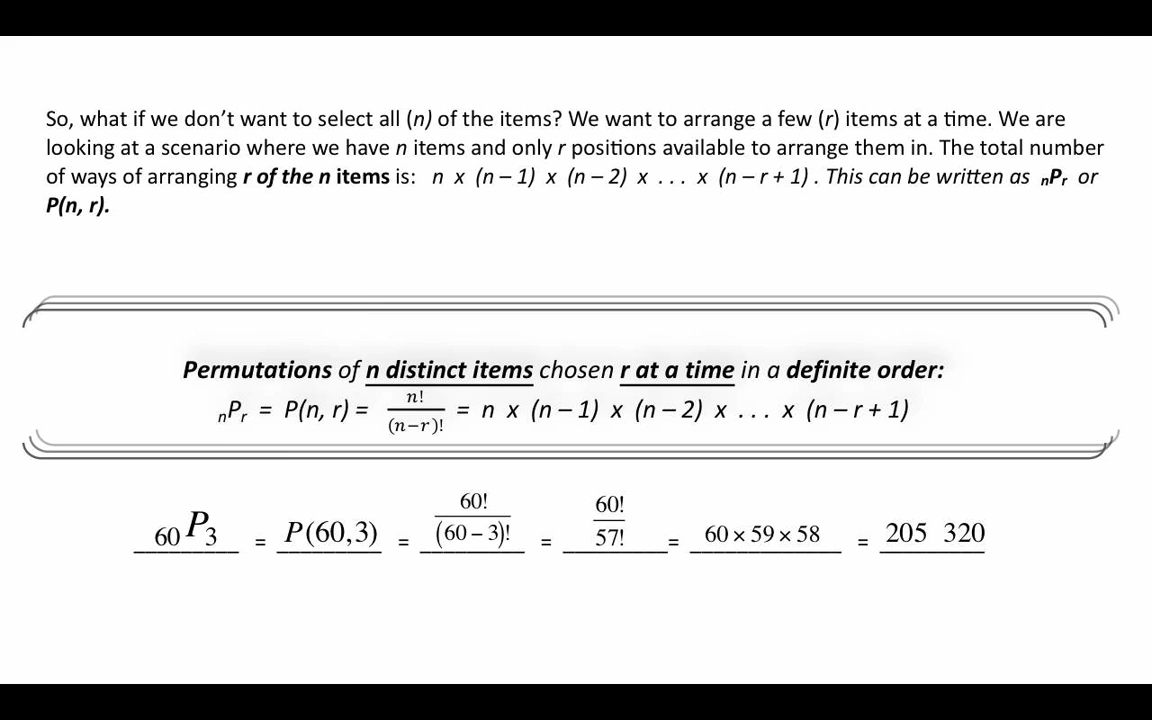 So, what if we don’t want to select all (n) of the items? We want to arrange a few (r) items at a time. We are
looking at a scenario where we have n items and only r positions available to arrange them in. The total number
of ways of arranging r of the n items is: n x (n – 1) x (n – 2) x . . . x (n – r + 1) . This can be written as ₙPᵣ or
P(n, r).
Permutations of n distinct items chosen r at a time in a definite order:
ₙPᵣ = P(n, r) = n!/(n−r)! = n x (n – 1) x (n – 2) x . . . x (n – r + 1)
₆₀P₃ = P(60,3) = 60!/(60 – 3)! = 60!/57! = 60 × 59 × 58 = 205 320